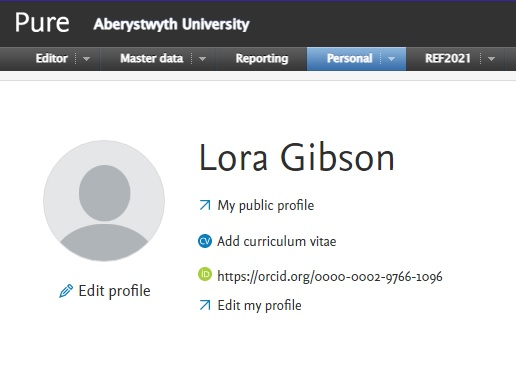 Pure Aberystwyth University
Editor Master data Reporting Personal REF2021
Lora Gibson
My public profile
CV Add curriculum vitae
iD https://orcid.org/0000-0002-9766-1096
Edit profile
Edit my profile